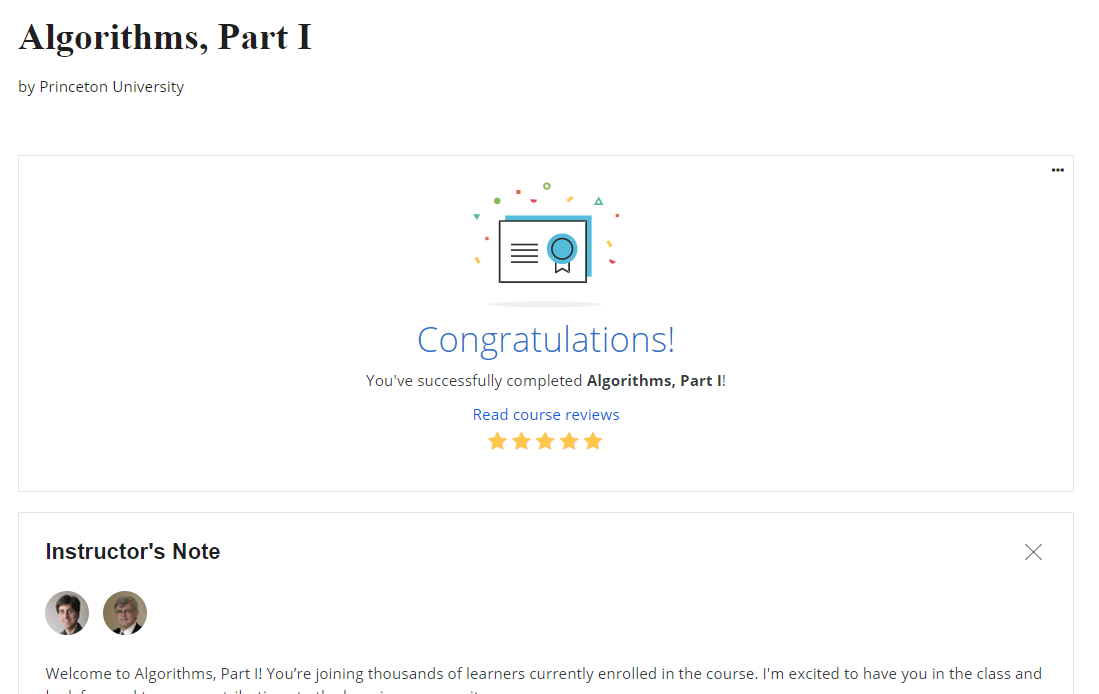 Algorithms, Part I
by Princeton University
Congratulations!
You've successfully completed Algorithms, Part I!
Read course reviews
Instructor's Note
Welcome to Algorithms, Part I! You’re joining thousands of learners currently enrolled in the course. I'm excited to have you in the class and